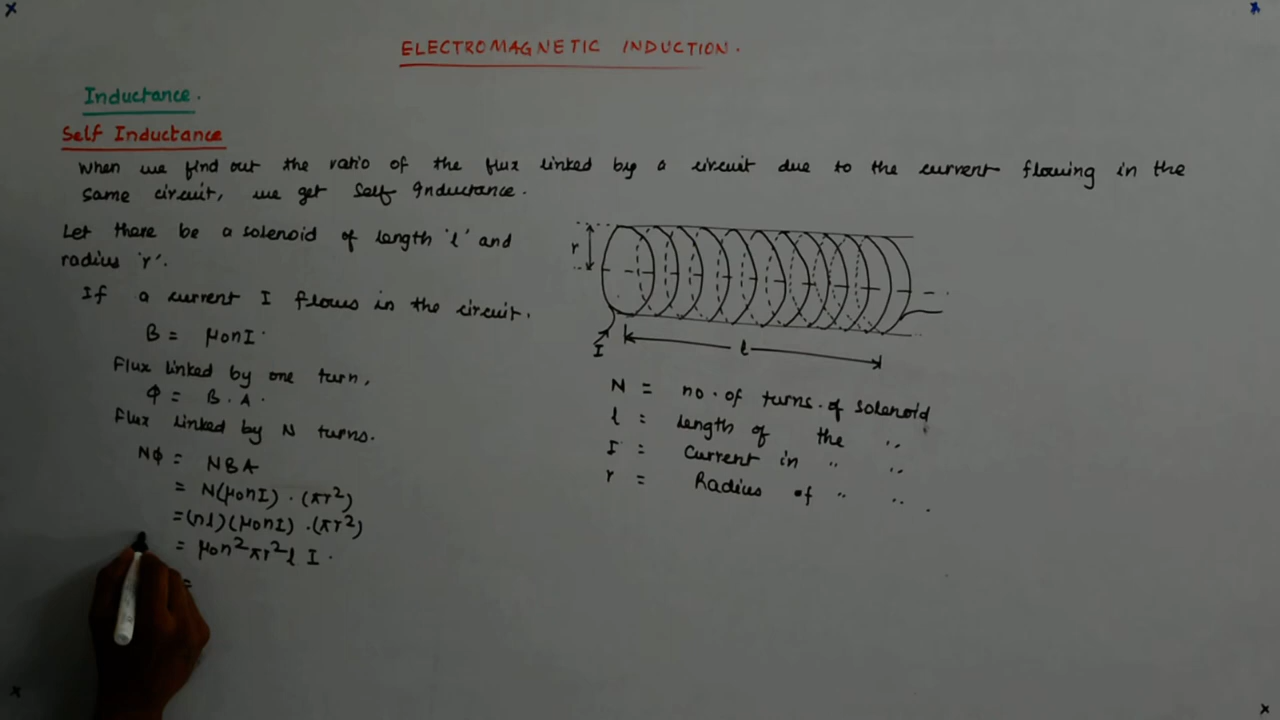 ELECTROMAGNETIC INDUCTION.
Inductance.
Self Inductance
When we find out the ratio of the flux linked by a circuit due to the current flowing in the
same circuit, we get Self Inductance.
Let there be a solenoid of length 'l' and
radius 'r'.
If a current I flows in the circuit.
B = μ₀nI.
Flux linked by one turn,
Φ = B.A.
Flux linked by N turns.
NΦ = NBA
= N(μ₀nI).(πr²)
=(nl)(μ₀nI).(πr²)
= μ₀n²πr²l I.
=
r
I
l
N = no. of turns. of solenoid
l = length of the "
I = Current in " "
r = Radius of " " .